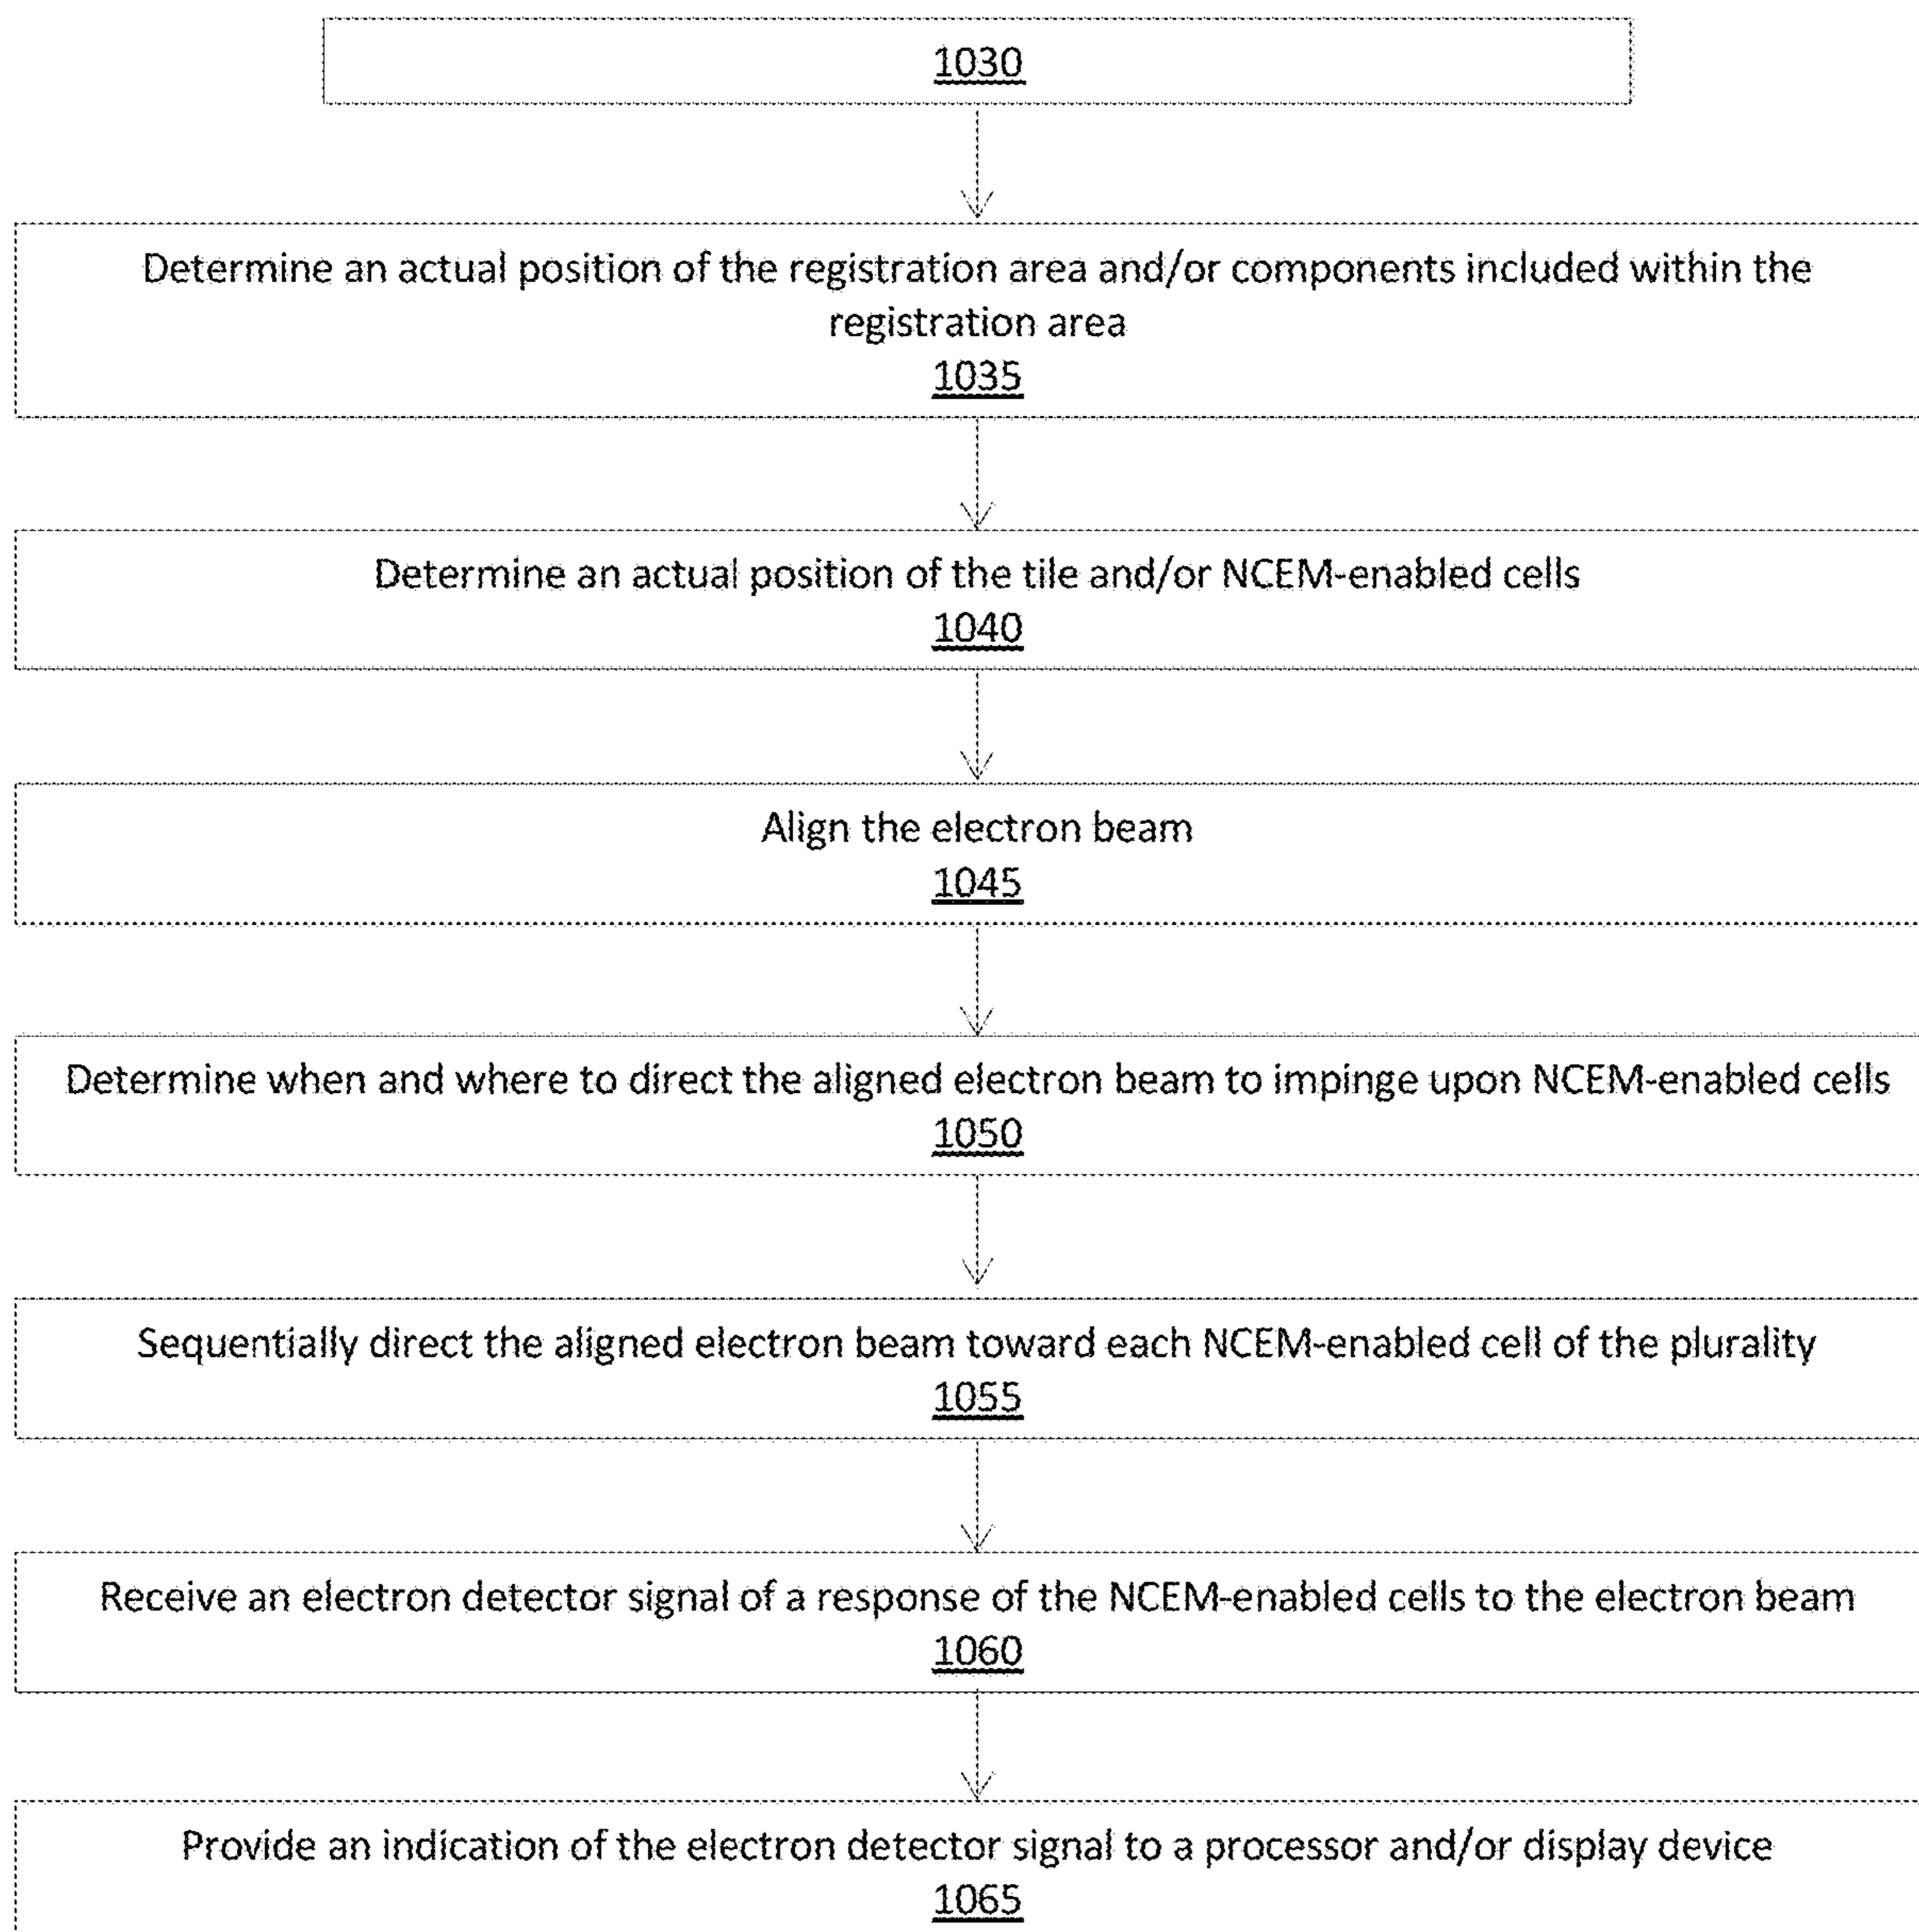 1030
Determine an actual position of the registration area and/or components included within the
registration area
1035
Determine an actual position of the tile and/or NCEM-enabled cells
1040
Align the electron beam
1045
Determine when and where to direct the aligned electron beam to impinge upon NCEM-enabled cells
1050
Sequentially direct the aligned electron beam toward each NCEM-enabled cell of the plurality
1055
Receive an electron detector signal of a response of the NCEM-enabled cells to the electron beam
1060
Provide an indication of the electron detector signal to a processor and/or display device
1065